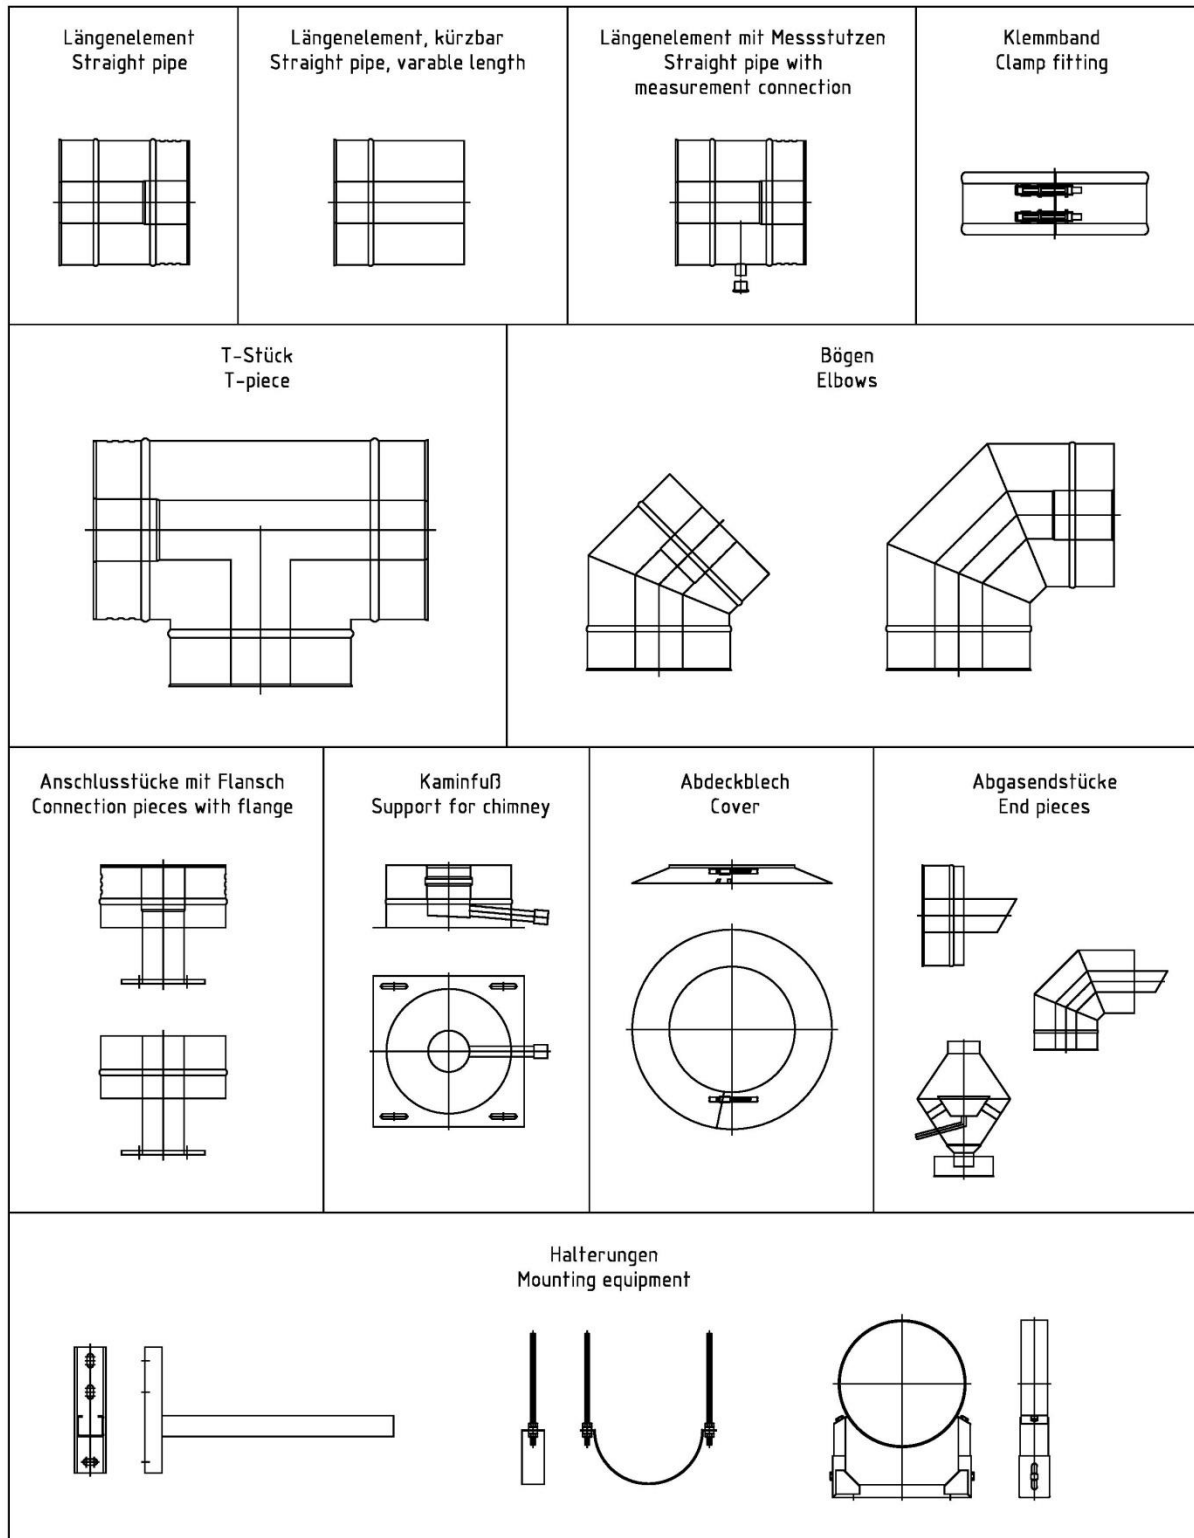 Längenelement
Straight pipe
Längenelement, kürzbar
Straight pipe, varable length
Längenelement mit Messstutzen
Straight pipe with
measurement connection
Klemmband
Clamp fitting
T-Stück
T-piece
Bögen
Elbows
Anschlusstücke mit Flansch
Connection pieces with flange
Kaminfuß
Support for chimney
Abdeckblech
Cover
Abgasendstücke
End pieces
Halterungen
Mounting equipment